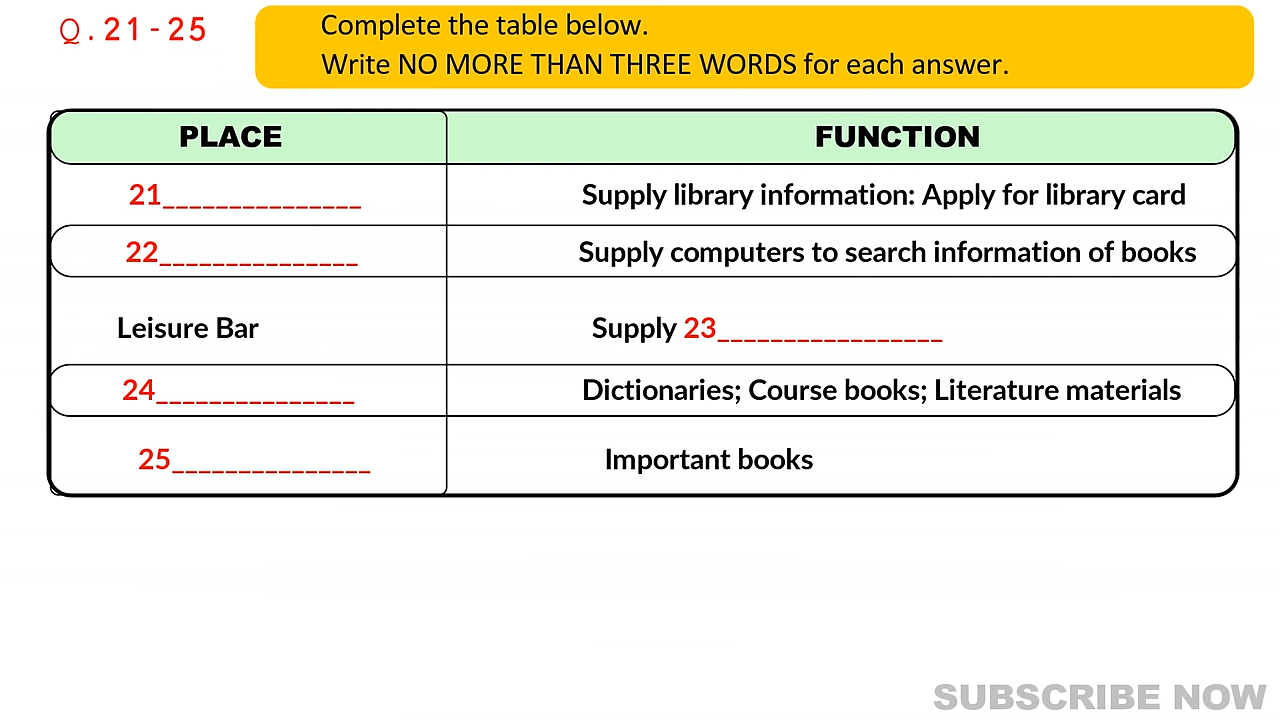 Q.21-25
Complete the table below.
Write NO MORE THAN THREE WORDS for each answer.
PLACE FUNCTION
21_______________ Supply library information: Apply for library card
22_______________ Supply computers to search information of books
Leisure Bar Supply 23_________________
24_______________ Dictionaries; Course books; Literature materials
25_______________ Important books
SUBSCRIBE NOW